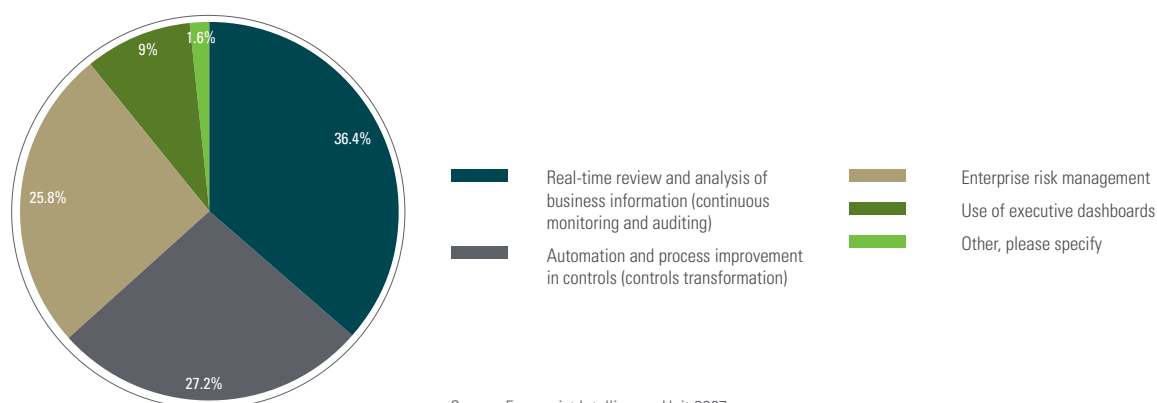 1.6%
9%
36.4%
25.8%
27.2%
Real-time review and analysis of
business information (continuous
monitoring and auditing)
Automation and process improvement
in controls (controls transformation)
Enterprise risk management
Use of executive dashboards
Other, please specify